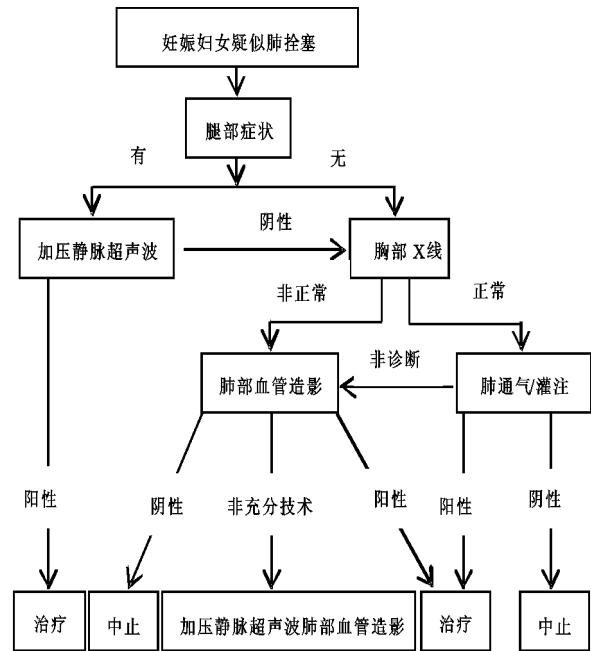 妊娠妇女疑似肺拴塞
腿部症状
有
无
加压静脉超声波
阴性
胸部 X线
非正常
正常
肺部血管造影
非诊断
肺通气/灌注
阳性
阴性
非充分技术
阳性
阳性
阴性
治疗
中止
加压静脉超声波肺部血管造影
治疗
中止